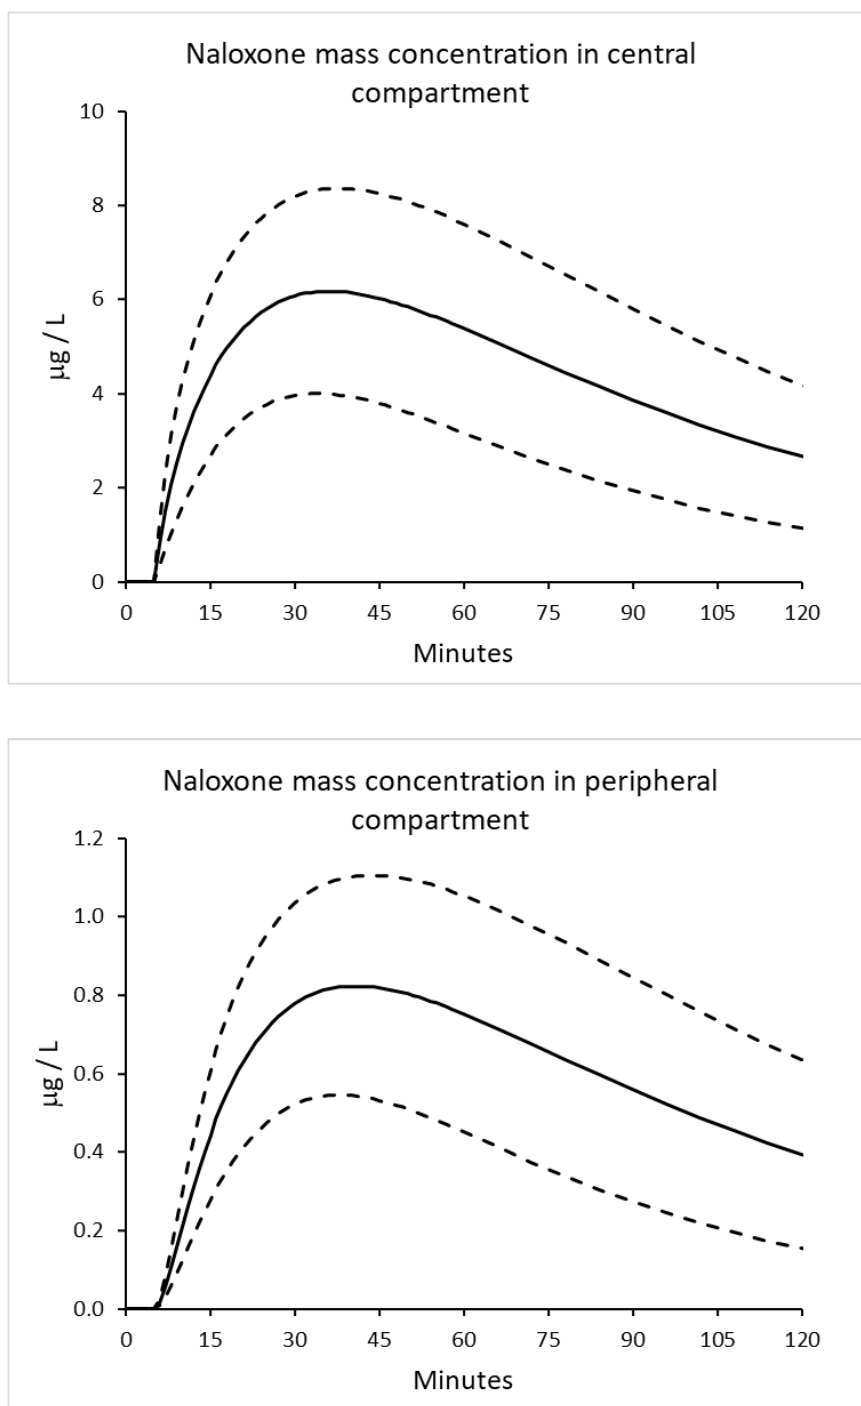 Naloxone mass concentration in central
compartment
10
8
6
4
2
0
µg / L
0 15 30 45 60 75 90 105 120
Minutes
Naloxone mass concentration in peripheral
compartment
1.2
1.0
0.8
0.6
0.4
0.2
0.0
µg / L
0 15 30 45 60 75 90 105 120
Minutes